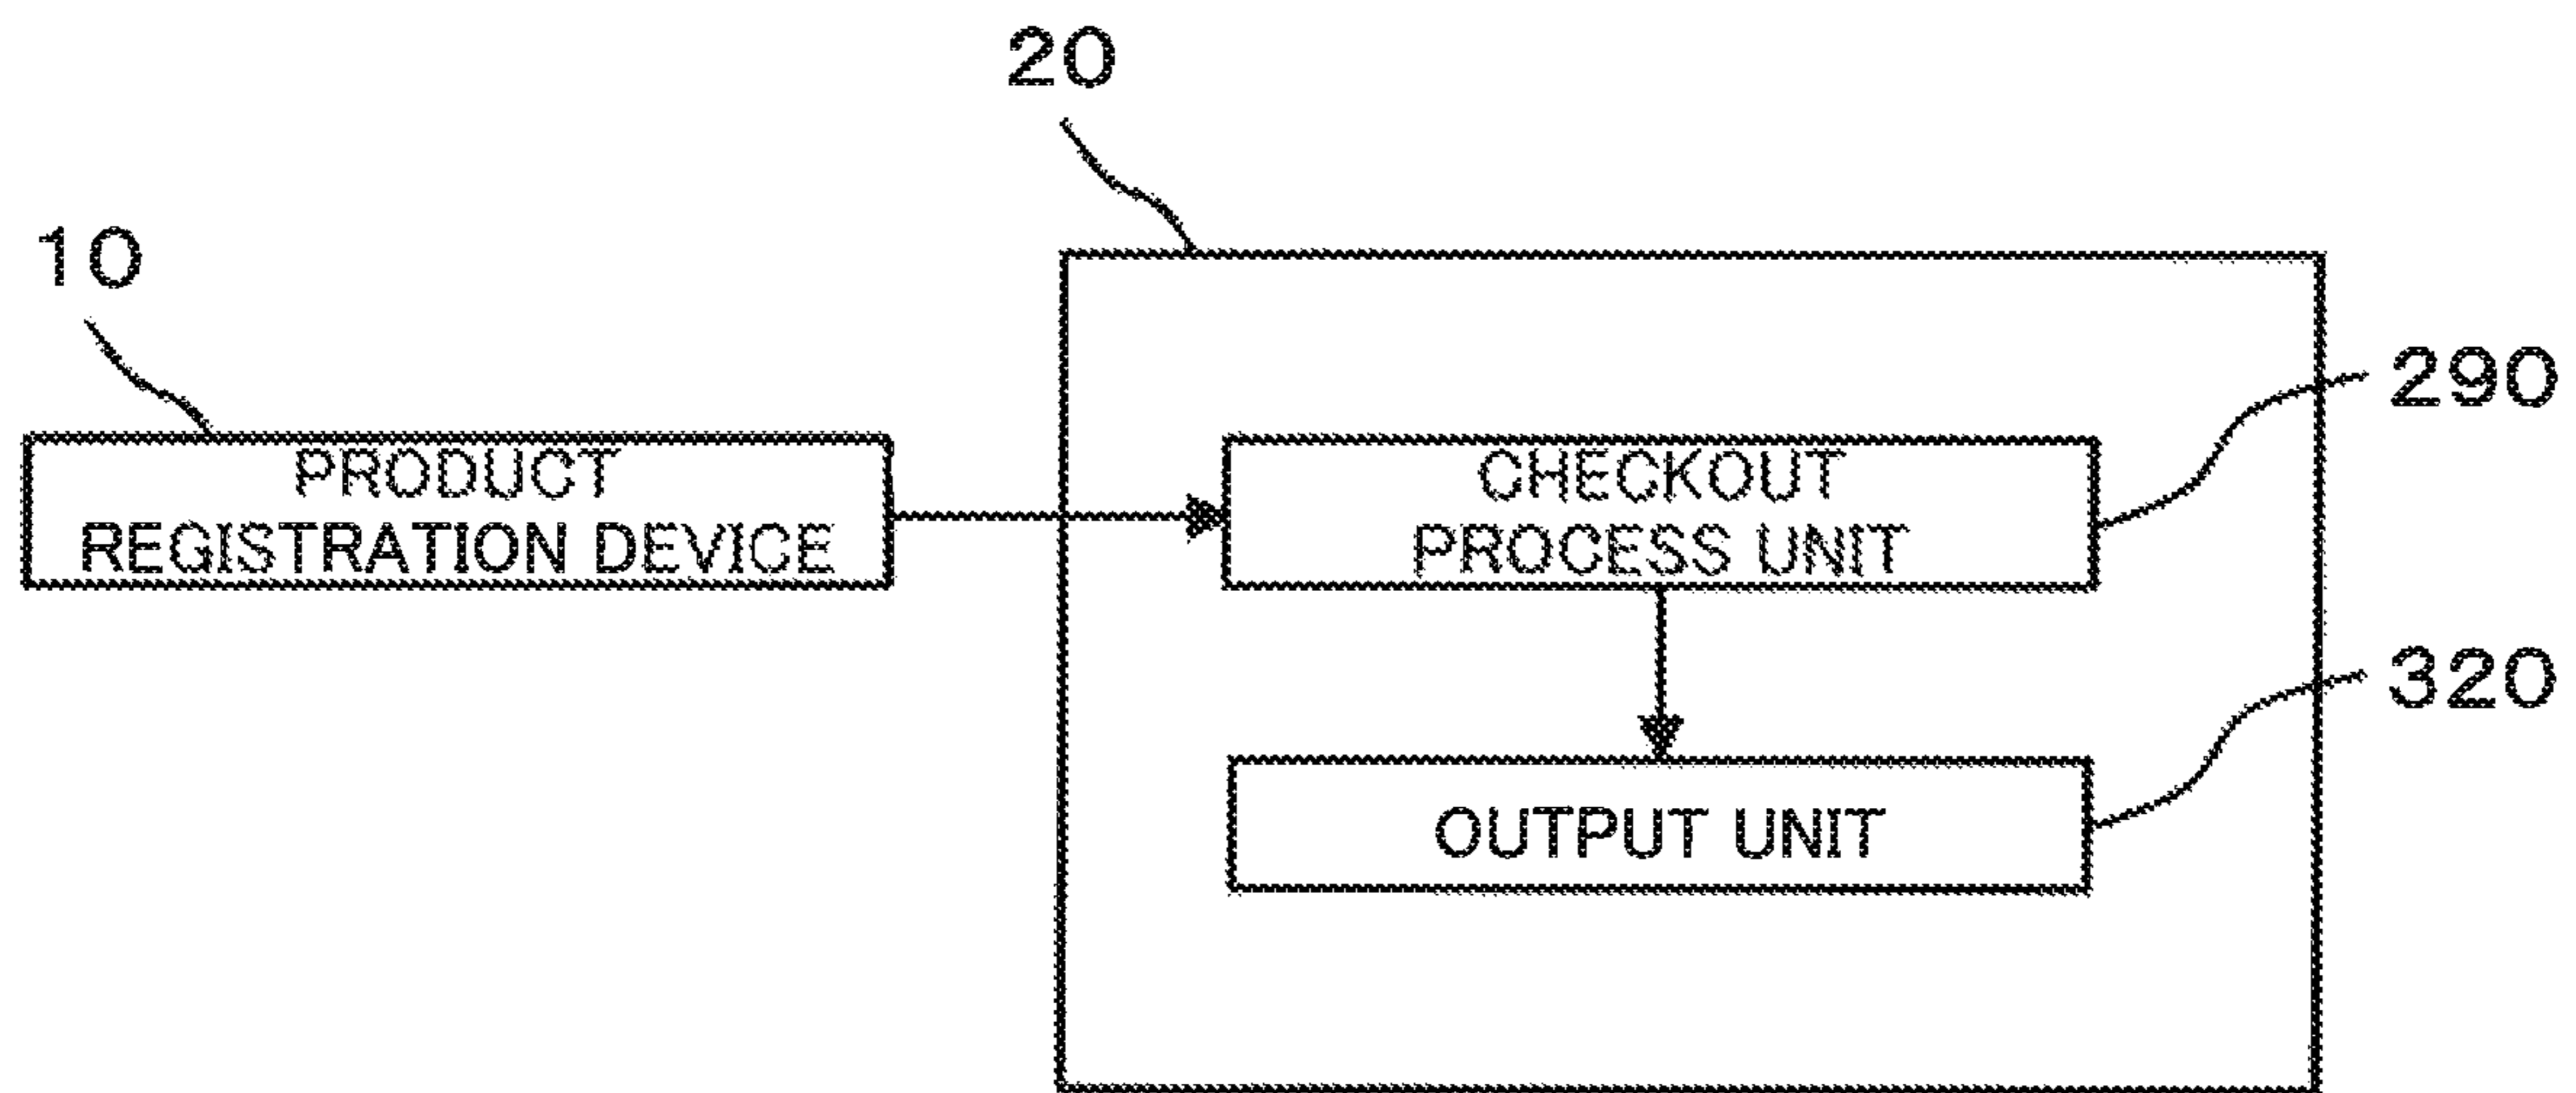 20
10
290
PRODUCT
REGISTRATION DEVICE
CHECKOUT
PROCESS UNIT
320
OUTPUT UNIT